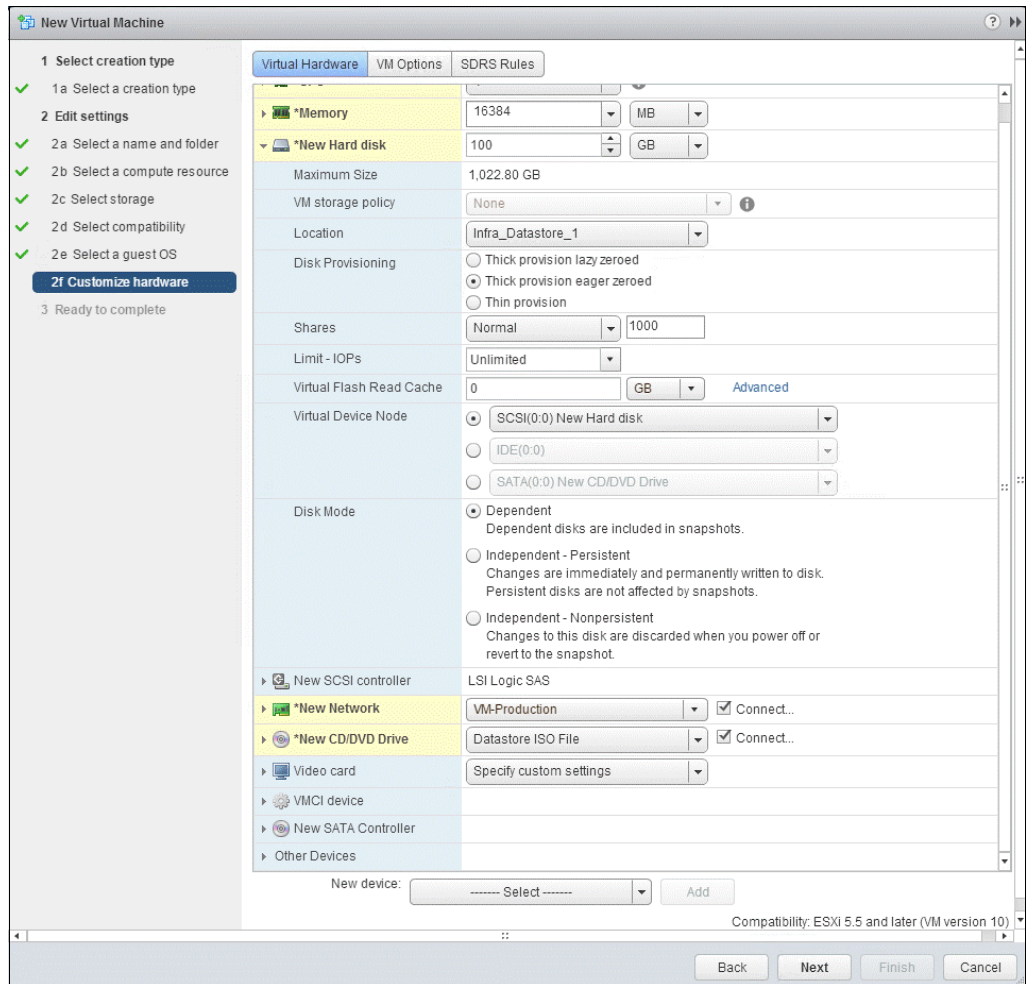 New Virtual Machine
1 Select creation type
1a Select a creation type
2 Edit settings
2a Select a name and folder
2b Select a compute resource
2c Select storage
2d Select compatibility
2e Select a guest OS
2f Customize hardware
3 Ready to complete
Virtual Hardware VM Options SDRS Rules
*Memory 16384 MB
*New Hard disk 100 GB
Maximum Size 1,022.80 GB
VM storage policy None
Location Infra_Datastore_1
Disk Provisioning Thick provision lazy zeroed
Thick provision eager zeroed
Thin provision
Shares Normal 1000
Limit - IOPs Unlimited
Virtual Flash Read Cache 0 GB Advanced
Virtual Device Node SCSI(0:0) New Hard disk
IDE(0:0)
SATA(0:0) New CD/DVD Drive
Disk Mode Dependent
Dependent disks are included in snapshots.
Independent - Persistent
Changes are immediately and permanently written to disk.
Persistent disks are not affected by snapshots.
Independent - Nonpersistent
Changes to this disk are discarded when you power off or
revert to the snapshot.
New SCSI controller LSI Logic SAS
*New Network VM-Production Connect...
*New CD/DVD Drive Datastore ISO File Connect...
Video card Specify custom settings
VMCI device
New SATA Controller
Other Devices
New device: ------- Select ------- Add
Compatibility: ESXi 5.5 and later (VM version 10)
Back Next Finish Cancel